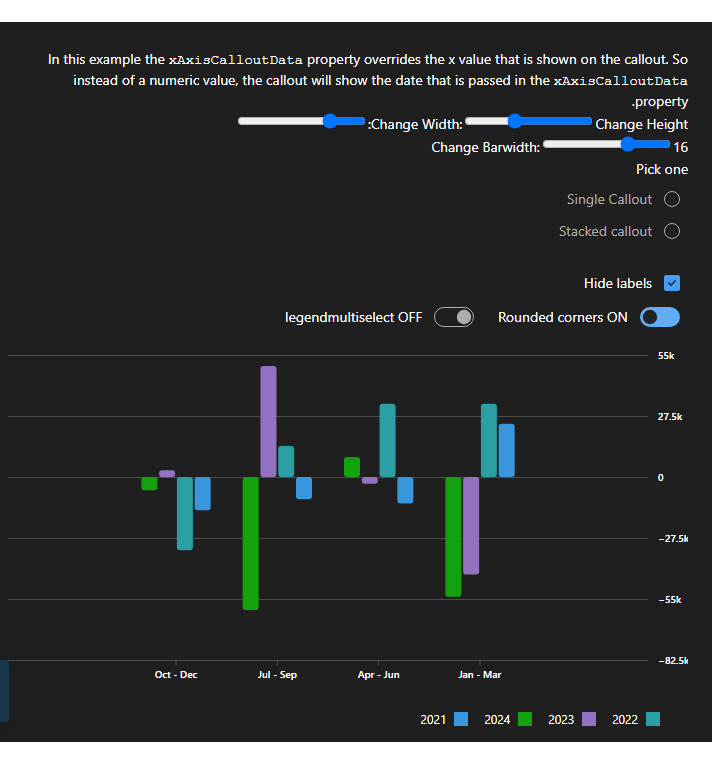 In this example the xAxisCalloutData property overrides the x value that is shown on the callout. So
instead of a numeric value, the callout will show the date that is passed in the xAxisCalloutData
.property
:Change Width: Change Height
Change Barwidth: 16
Pick one
Single Callout
Stacked callout
Hide labels
legendmultiselect OFF Rounded corners ON
55k
27.5k
0
−27.5k
−55k
−82.5k
Oct - Dec Jul - Sep Apr - Jun Jan - Mar
2021 2024 2023 2022